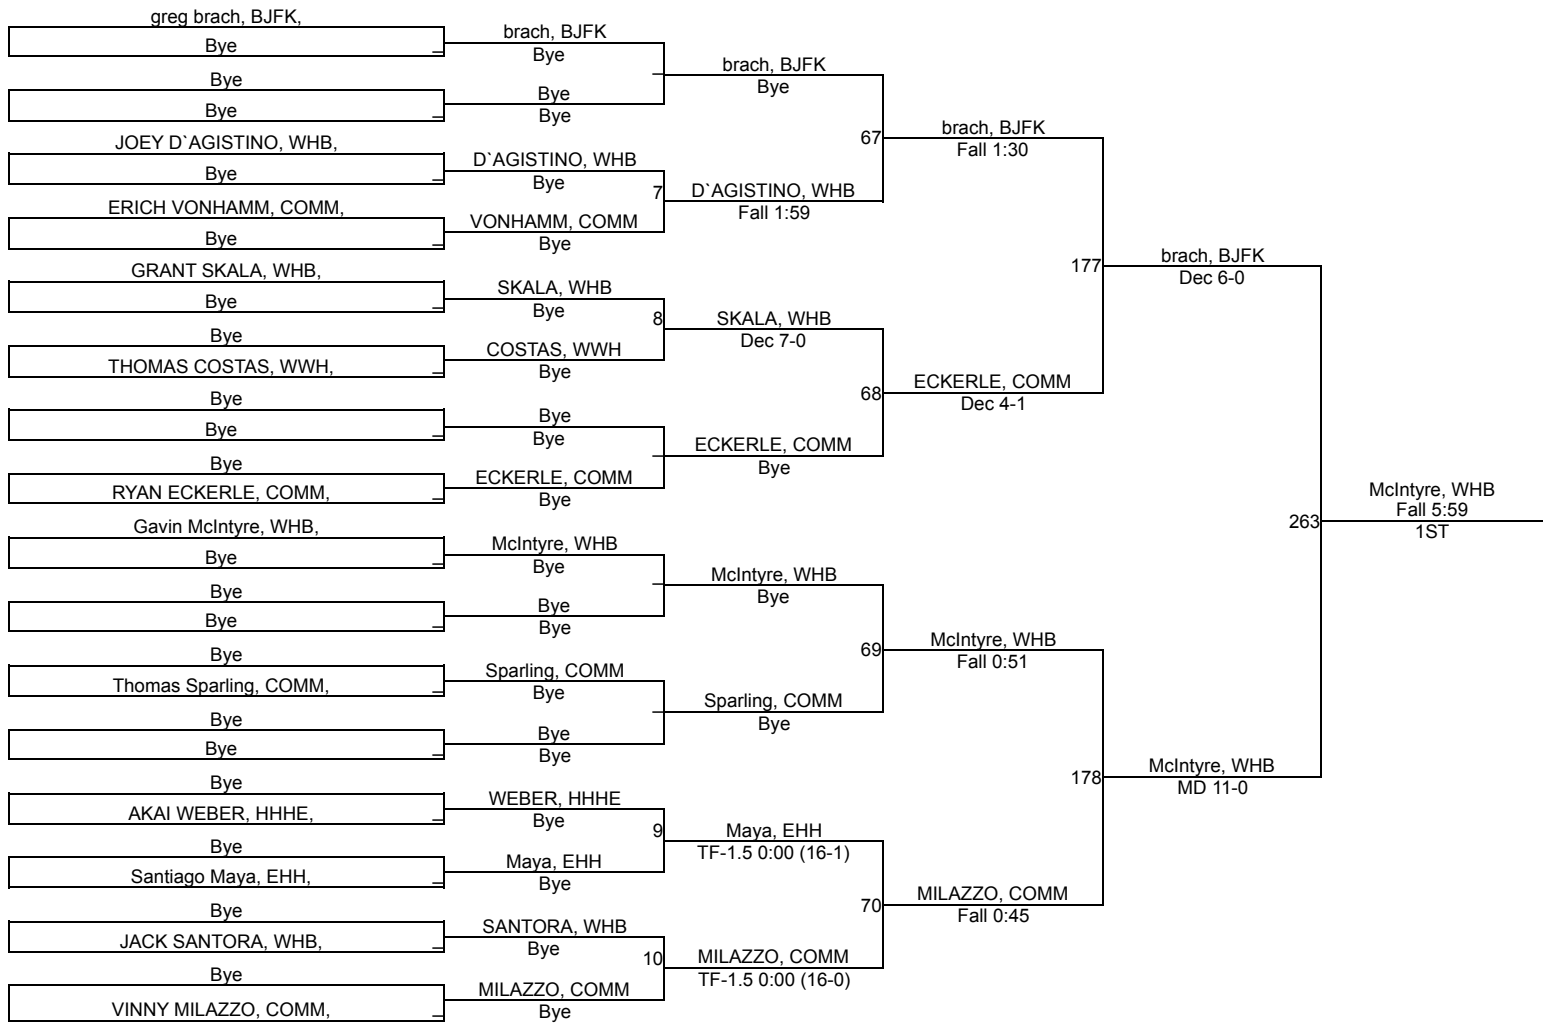 greg brach, BJFK,
Bye
Bye
Bye
JOEY D`AGISTINO, WHB,
Bye
ERICH VONHAMM, COMM,
Bye
GRANT SKALA, WHB,
Bye
Bye
THOMAS COSTAS, WWH,
Bye
Bye
Bye
RYAN ECKERLE, COMM,
Gavin McIntyre, WHB,
Bye
Bye
Bye
Bye
Thomas Sparling, COMM,
Bye
Bye
Bye
AKAI WEBER, HHHE,
Bye
Santiago Maya, EHH,
Bye
JACK SANTORA, WHB,
Bye
VINNY MILAZZO, COMM,
brach, BJFK
Bye
Bye
Bye
D`AGISTINO, WHB
Bye
7
VONHAMM, COMM
Bye
SKALA, WHB
Bye
8
COSTAS, WWH
Bye
Bye
Bye
ECKERLE, COMM
Bye
McIntyre, WHB
Bye
Bye
Bye
Sparling, COMM
Bye
Bye
Bye
WEBER, HHHE
Bye
9
Maya, EHH
Bye
SANTORA, WHB
Bye
10
MILAZZO, COMM
Bye
brach, BJFK
Bye
67
D`AGISTINO, WHB
Fall 1:59
SKALA, WHB
Dec 7-0
68
ECKERLE, COMM
Bye
McIntyre, WHB
Bye
69
Sparling, COMM
Bye
Maya, EHH
TF-1.5 0:00 (16-1)
70
MILAZZO, COMM
TF-1.5 0:00 (16-0)
brach, BJFK
Fall 1:30
177
ECKERLE, COMM
Dec 4-1
McIntyre, WHB
Fall 0:51
178
MILAZZO, COMM
Fall 0:45
brach, BJFK
Dec 6-0
263
McIntyre, WHB
MD 11-0
McIntyre, WHB
Fall 5:59
1ST